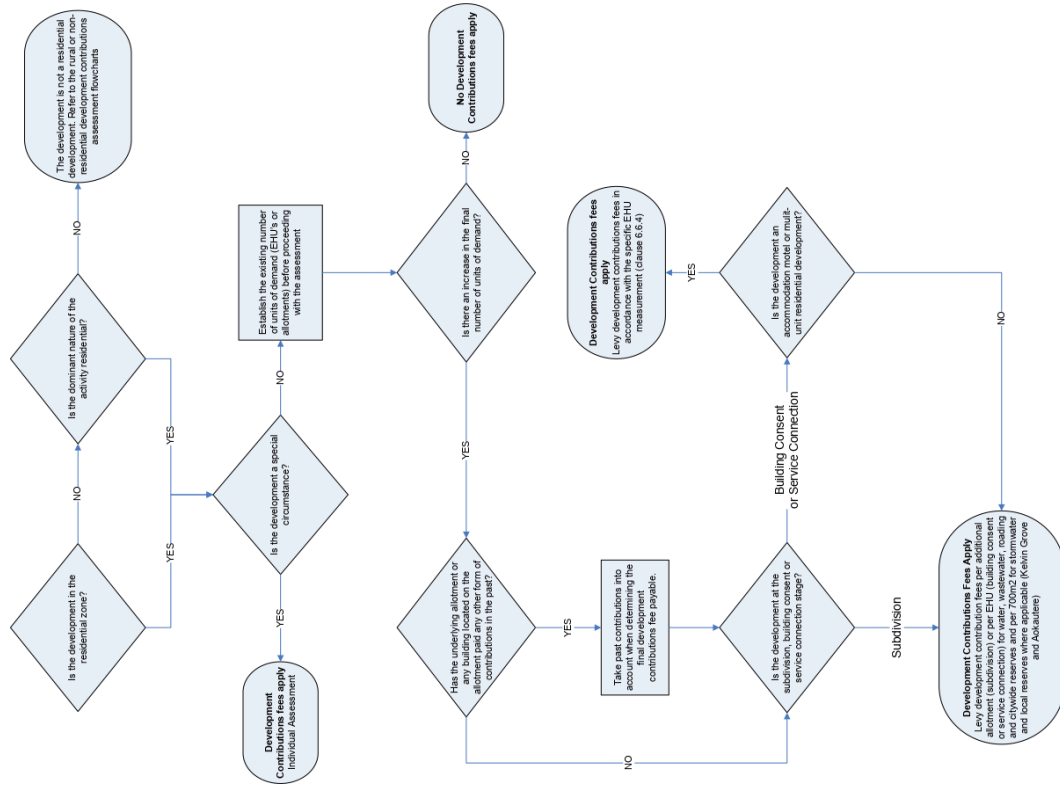 Is the development in the
residential zone?
NO
Is the dominant nature of the
activity residential?
NO
The development is not a residential
development. Refer to the rural or non-
residential development contributions
assessment flowcharts
YES
YES
Is the development a special
circumstance?
YES
Development
Contributions fees apply
Individual Assessment
NO
Establish the existing number
of units of demand (EHU's or
allotments) before proceeding
with the assessment
Is there an increase in the final
number of units of demand?
NO
No Development
Contributions fees apply
YES
Has the underlying allotment or
any building located on the
allotment paid any other form of
contributions in the past?
YES
Take past contributions into
account when determining the
final development
contributions fee payable.
NO
Is the development at the
subdivision, building consent or
service connection stage?
Building Consent
or Service Connection
Is the development an
accommodation motel or mulit-
unit residential development?
YES
Development Contributions fees
apply
Levy development contributions fees in
accordance with the specific EHU
measurement (clause 6.6.4)
NO
Subdivision
Development Contributions Fees Apply
Levy development contribution fees per additional
allotment (subdivision) or per EHU (building consent
or service connection) for water, wastewater, roading
and citywide reserves and per 700m2 for stormwater
and local reserves where applicable (Kelvin Grove
and Aokautere)